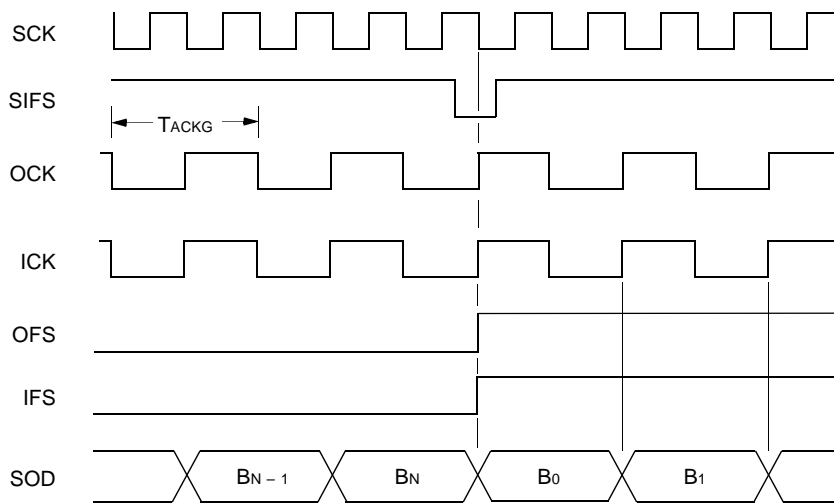 SCK
SIFS
TACKG
OCK
ICK
OFS
IFS
SOD
BN – 1
BN
B0
B1